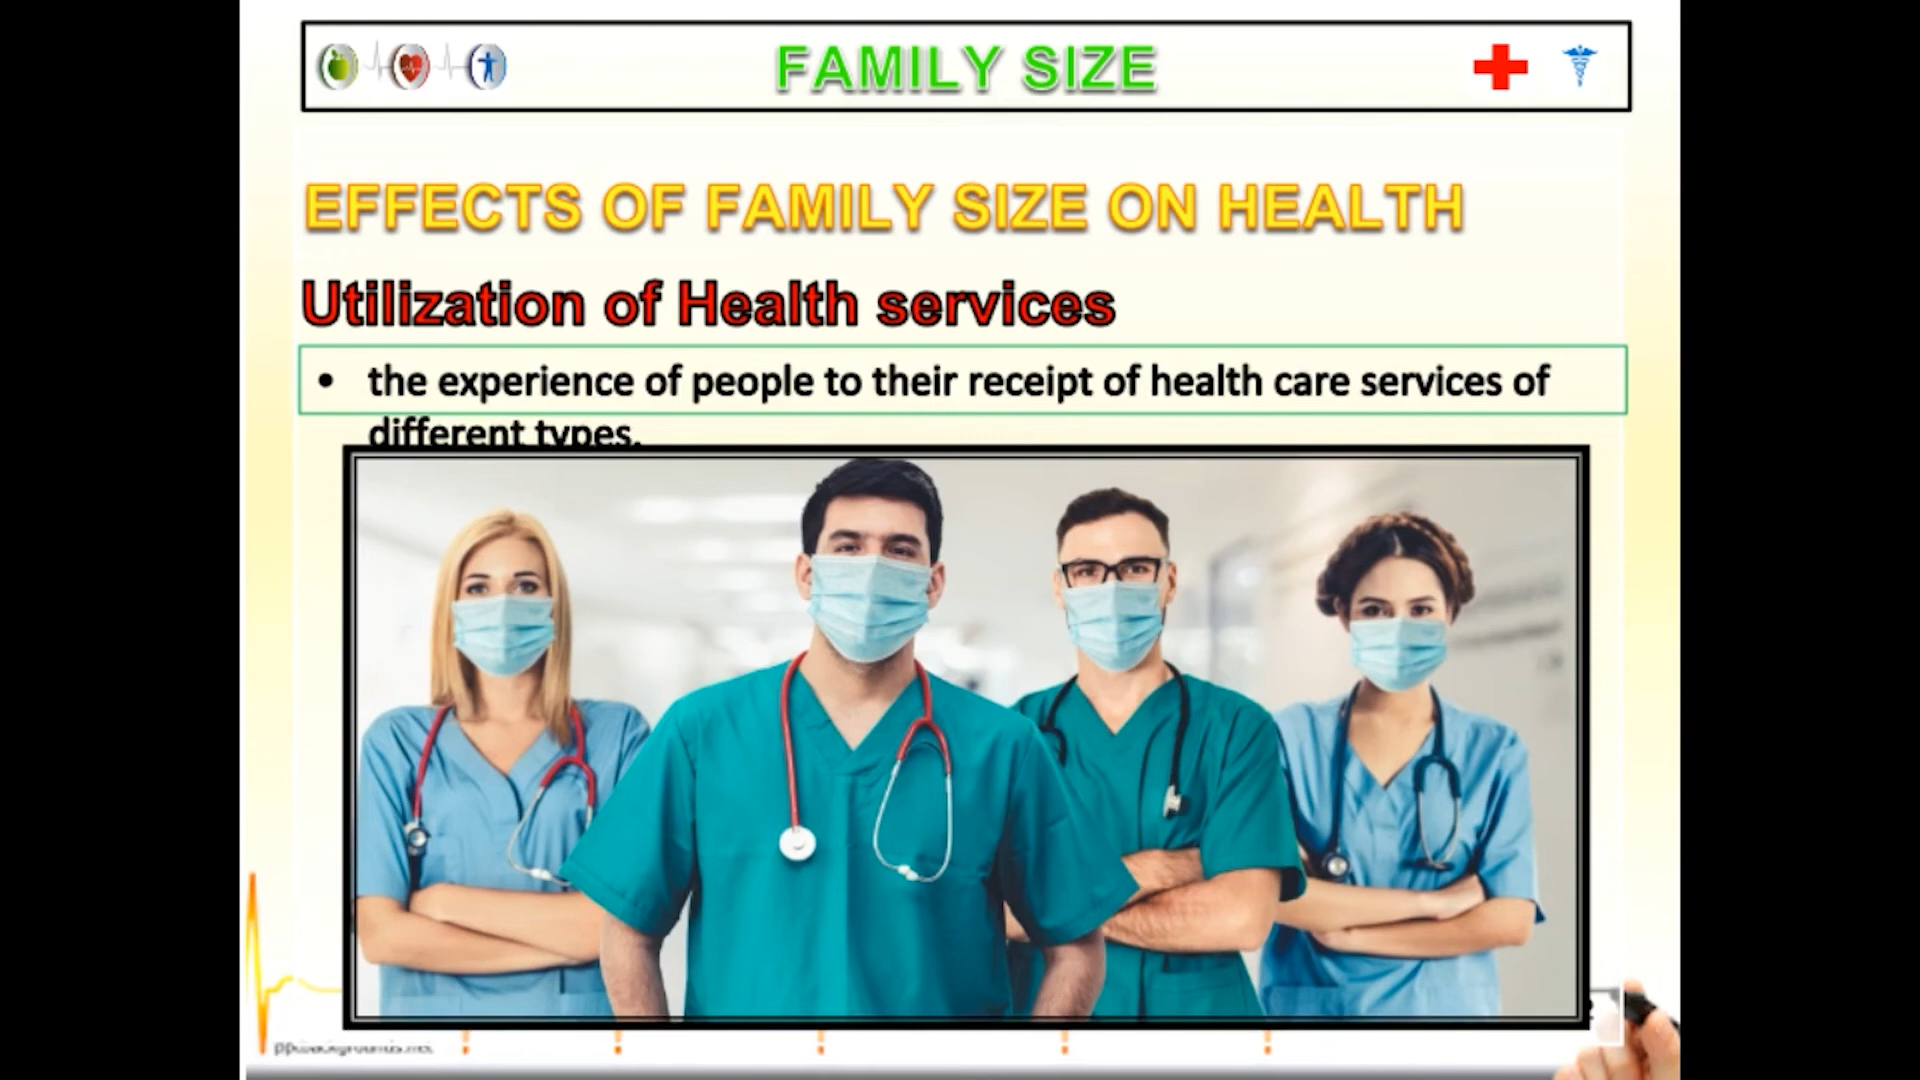 FAMILY SIZE
EFFECTS OF FAMILY SIZE ON HEALTH
Utilization of Health services
• the experience of people to their receipt of health care services of
different types.